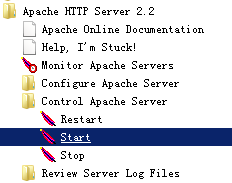 Apache HTTP Server 2.2
Apache Online Documentation
Help, I'm Stuck!
Monitor Apache Servers
Configure Apache Server
Control Apache Server
Restart
Start
Stop
Review Server Log Files